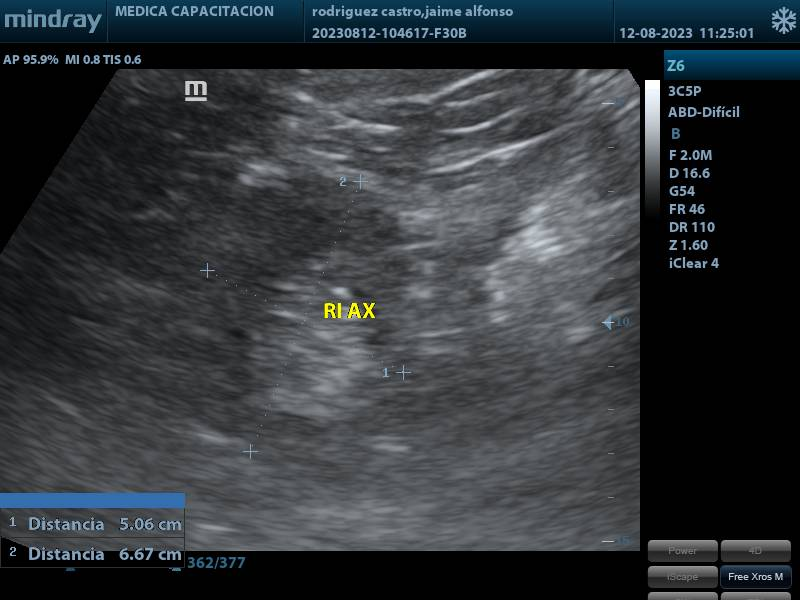 mindray
MEDICA CAPACITACION
rodriguez castro,jaime alfonso
20230812-104617-F30B
12-08-2023 11:25:01
AP 95.9% MI 0.8 TIS 0.6
m
Z6
3C5P
ABD-Difícil
B
F 2.0M
D 16.6
G54
FR 46
DR 110
Z 1.60
iClear 4
2
RI AX
10
1
15
1 Distancia 5.06 cm
2 Distancia 6.67 cm
362/377
Power
4D
iScape
Free Xros M